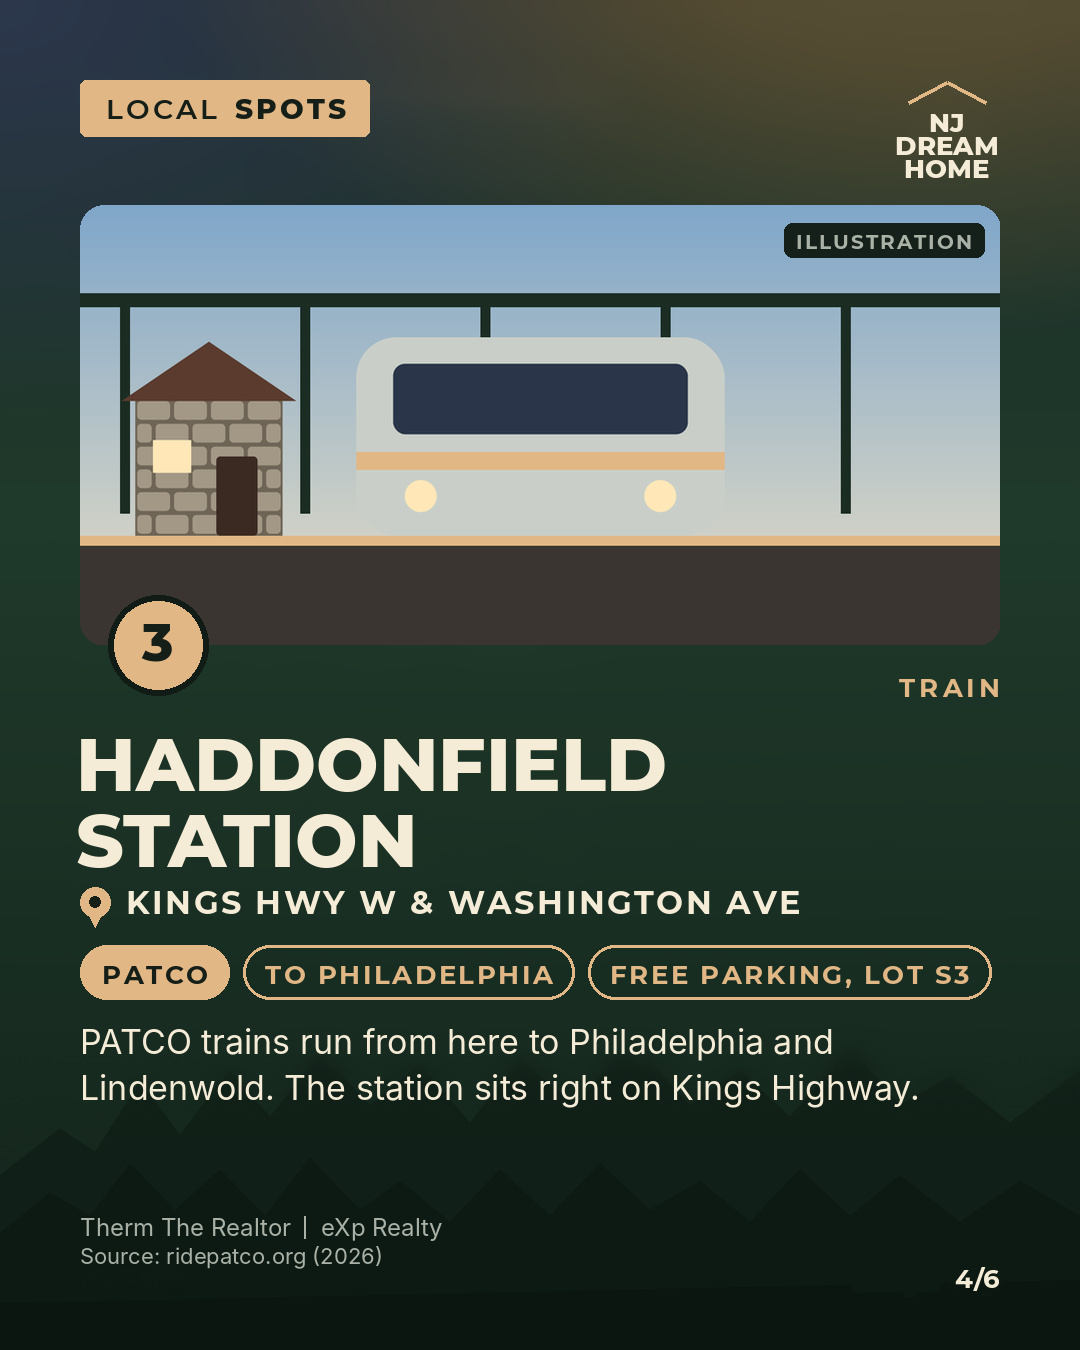 LOCAL SPOTS
NJ
DREAM
HOME
ILLUSTRATION
3
TRAIN
HADDONFIELD
STATION
KINGS HWY W & WASHINGTON AVE
PATCO
TO PHILADELPHIA
FREE PARKING, LOT S3
PATCO trains run from here to Philadelphia and
Lindenwold. The station sits right on Kings Highway.
Therm The Realtor | eXp Realty
Source: ridepatco.org (2026)
4/6